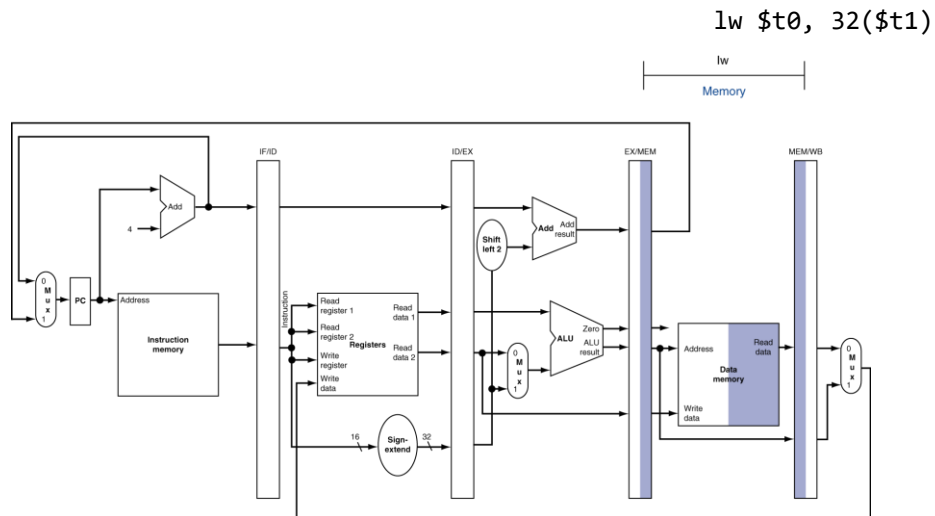 lw $t0, 32($t1)
lw
Memory
IF/ID
ID/EX
EX/MEM
MEM/WB
Add
4
Shift
left 2
Add
Add
result
0
M
u
x
1
PC
Address
Instruction
memory
Instruction
Read
register 1
Read
register 2
Write
register
Write
data
Registers
Read
data 1
Read
data 2
16
Sign-
extend
32
0
M
u
x
1
ALU
Zero
ALU
result
Address
Write
data
Data
memory
Read
data
0
M
u
x
1